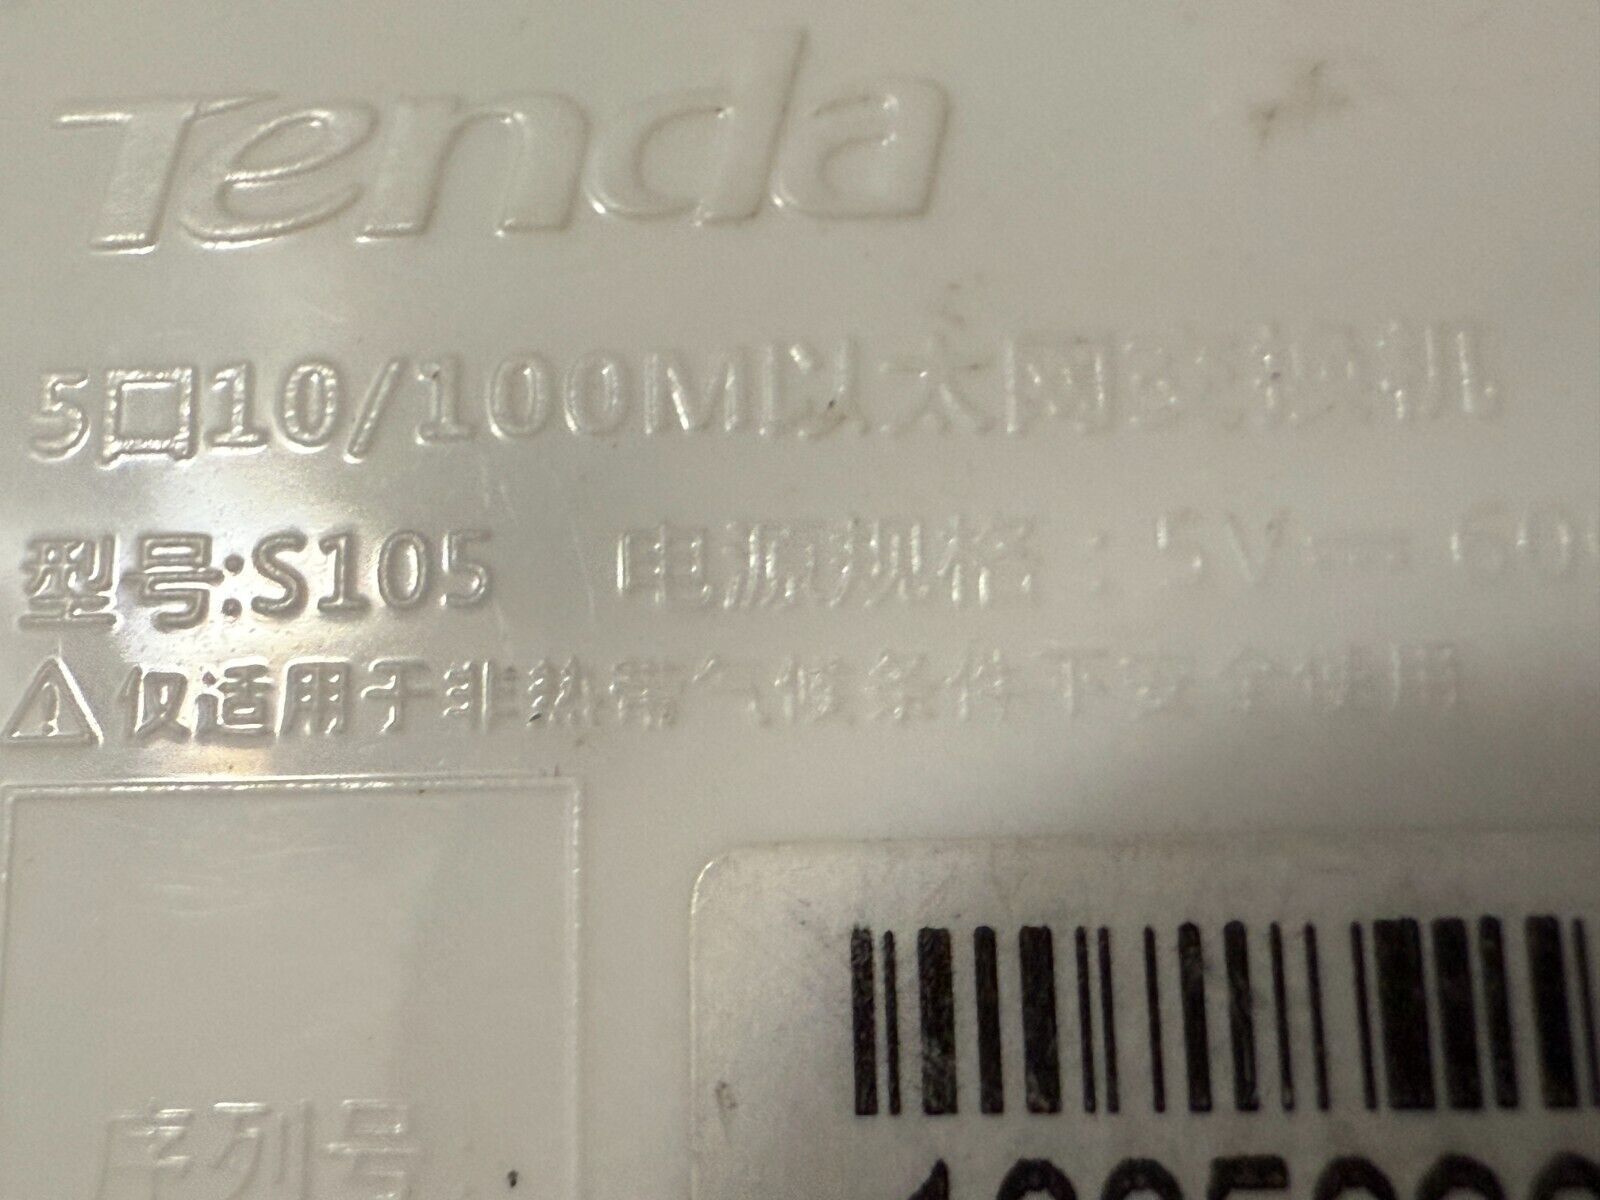 Tenda
5口10/100M以太网交换机
型号:S105 电源规格：5V⎓600
仅适用于非热带气候条件下安全使用
序列号